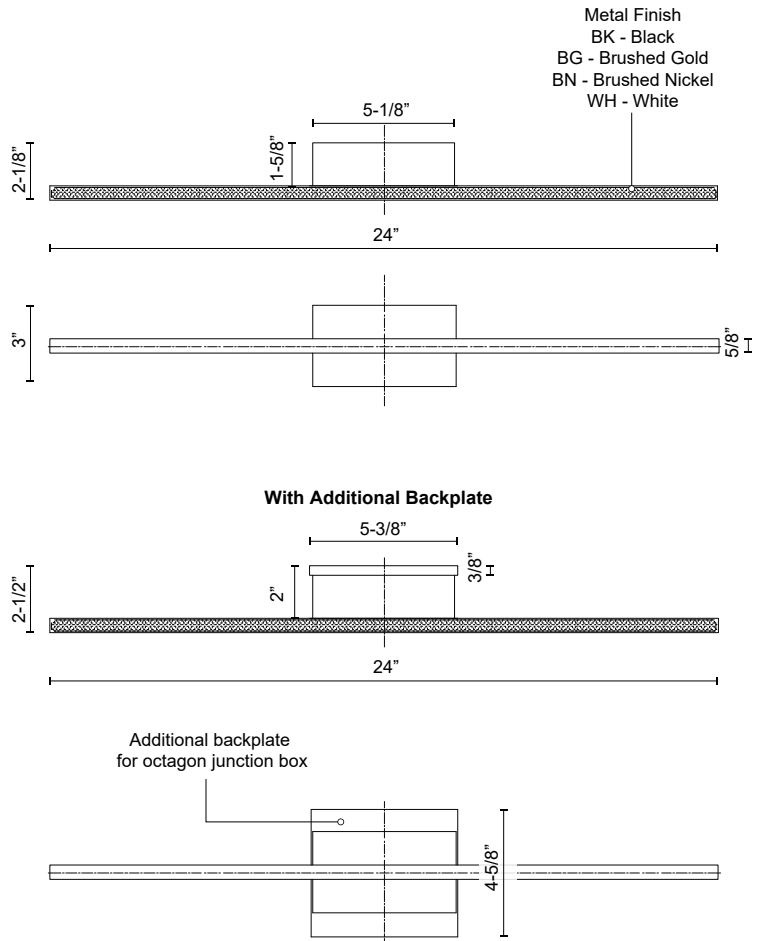 Metal Finish
BK - Black
BG - Brushed Gold
BN - Brushed Nickel
WH - White
5-1/8”
1-5/8”
2-1/8”
24”
3”
5/8”
With Additional Backplate
5-3/8”
3/8”
2”
2-1/2”
24”
Additional backplate
for octagon junction box
4-5/8”